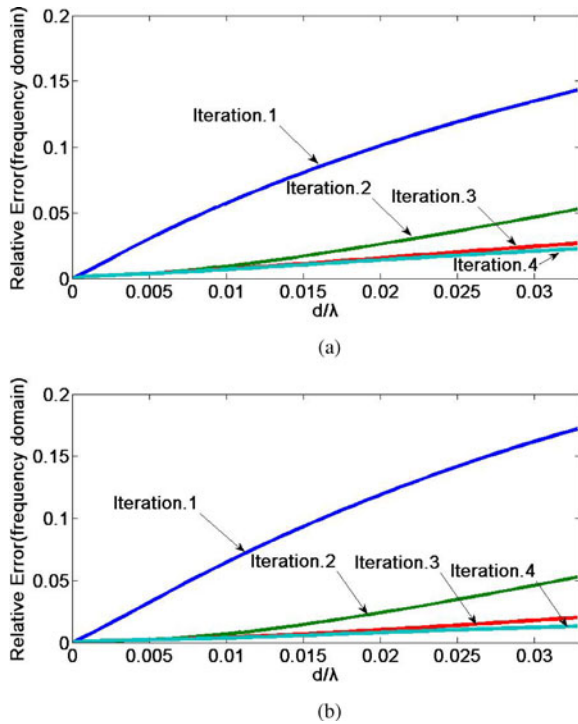 0.2
0.15
0.1
0.05
0
Relative Error(frequency domain)
Iteration.1
Iteration.2
Iteration.3
Iteration.4
0 0.005 0.01 0.015 0.02 0.025 0.03
d/λ
(a)
0.2
0.15
0.1
0.05
0
Relative Error(frequency domain)
Iteration.1
Iteration.2
Iteration.3
Iteration.4
0 0.005 0.01 0.015 0.02 0.025 0.03
d/λ
(b)